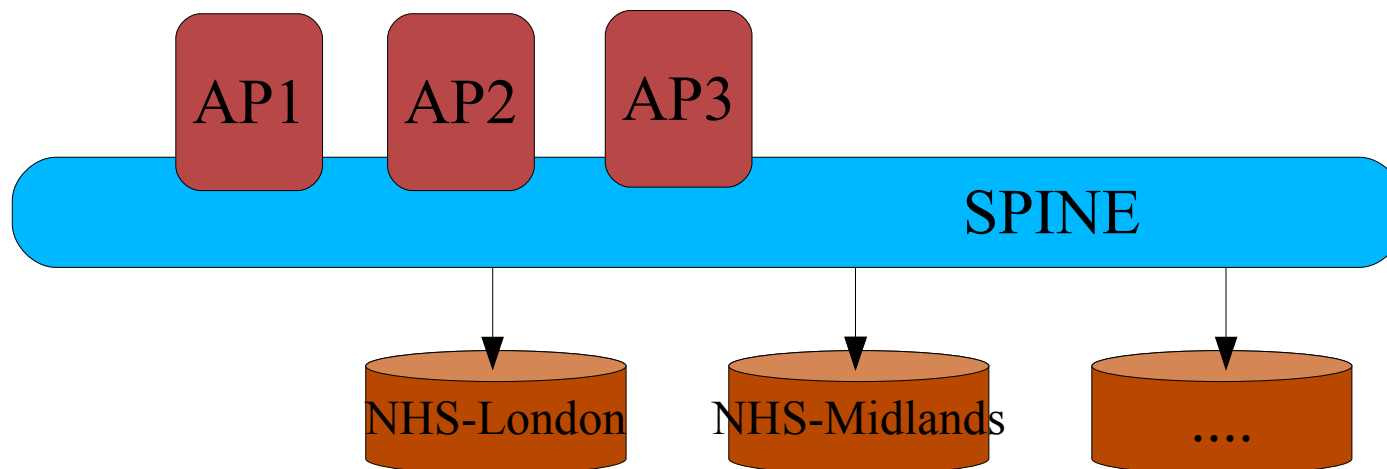 AP1
AP2
AP3
SPINE
NHS-London
NHS-Midlands
....